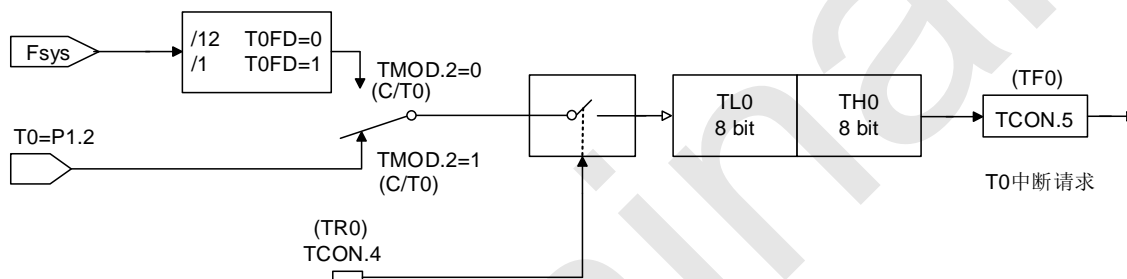 Fsys
/12 T0FD=0
/1 T0FD=1
TMOD.2=0
(C/T0)
T0=P1.2
TMOD.2=1
(C/T0)
(TR0)
TCON.4
TL0
8 bit
TH0
8 bit
(TF0)
TCON.5
T0中断请求